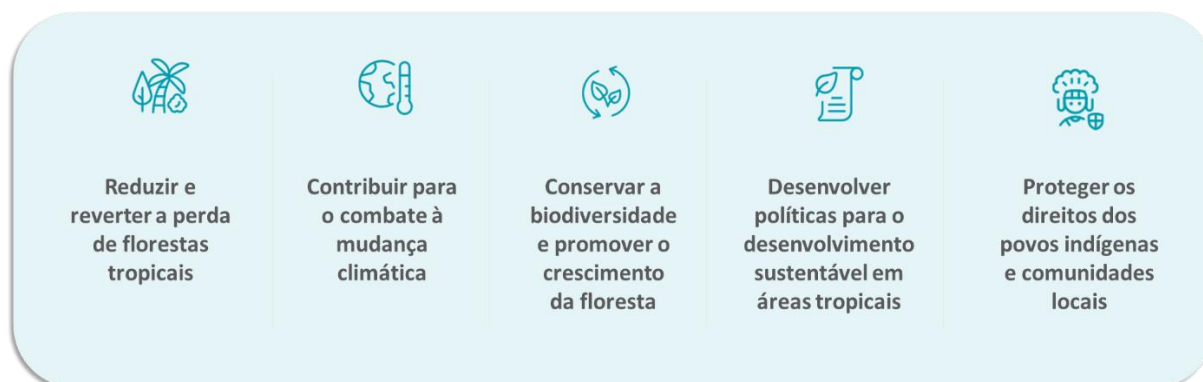 Reduzir e
reverter a perda
de florestas
tropicais
Contribuir para
o combate à
mudança
climática
Conservar a
biodiversidade
e promover o
crescimento
da floresta
Desenvolver
políticas para o
desenvolvimento
sustentável em
áreas tropicais
Proteger os
direitos dos
povos indígenas
e comunidades
locais